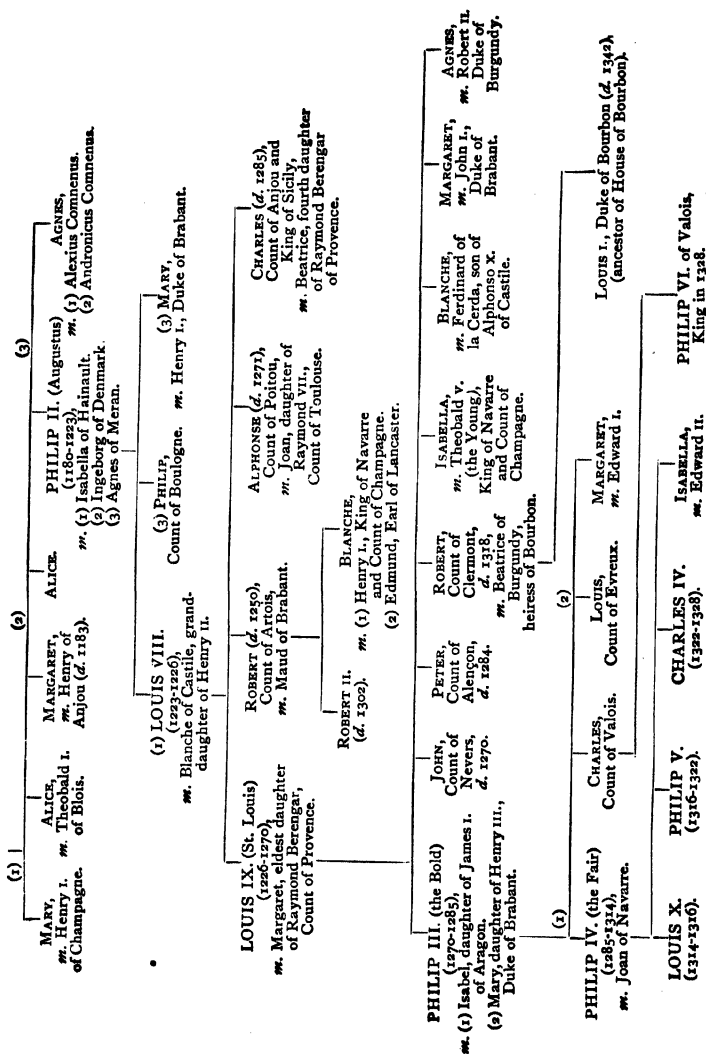 (1)
(2)
(3)
MARY,
m. Henry I.
of Champagne.
ALICE,
m. Theobald I.
of Blois.
MARGARET,
m. Henry of
Anjou (d. 1183).
ALICE.
PHILIP II. (Augustus)
(1180-1223),
m. (1) Isabella of Hainault.
(2) Ingeborg of Denmark.
(3) Agnes of Meran.
AGNES,
m. (1) Alexius Comnenus.
(2) Andronicus Comnenus.
(1) LOUIS VIII.
(1223-1226),
m. Blanche of Castile, grand-
daughter of Henry II.
(3) PHILIP,
Count of Boulogne.
(3) MARY,
m. Henry I., Duke of Brabant.
LOUIS IX. (St. Louis)
(1226-1270),
m. Margaret, eldest daughter
of Raymond Berengar,
Count of Provence.
ROBERT (d. 1250),
Count of Artois,
m. Maud of Brabant.
ALPHONSE (d. 1271),
Count of Poitou,
m. Joan, daughter of
Raymond VII.,
Count of Toulouse.
CHARLES (d. 1285),
Count of Anjou and
King of Sicily,
m. Beatrice, fourth daughter
of Raymond Berengar
of Provence.
ROBERT II.
(d. 1302).
BLANCHE,
m. (1) Henry I., King of Navarre
and Count of Champagne.
(2) Edmund, Earl of Lancaster.
PHILIP III. (the Bold)
(1270-1285),
m. (1) Isabel, daughter of James I.
of Aragon.
(2) Mary, daughter of Henry III.,
Duke of Brabant.
JOHN,
Count of
Nevers,
d. 1270.
PETER,
Count of
Alençon,
d. 1284.
ROBERT,
Count of
Clermont,
d. 1318,
m. Beatrice of
Burgundy,
heiress of Bourbon.
ISABELLA,
m. Theobald V.
(the Young),
King of Navarre
and Count of
Champagne.
BLANCHE,
m. Ferdinand of
la Cerda, son of
Alphonso X.
of Castile.
MARGARET,
m. John I.,
Duke of
Brabant.
AGNES,
m. Robert II.
Duke of
Burgundy.
(1)
(2)
PHILIP IV. (the Fair)
(1285-1314),
m. Joan of Navarre.
CHARLES,
Count of Valois.
LOUIS,
Count of Evreux.
MARGARET,
m. Edward I.
LOUIS I., Duke of Bourbon (d. 1342),
(ancestor of House of Bourbon).
LOUIS X.
(1314-1316).
PHILIP V.
(1316-1322).
CHARLES IV.
(1322-1328).
ISABELLA,
m. Edward II.
PHILIP VI. of Valois,
King in 1328.